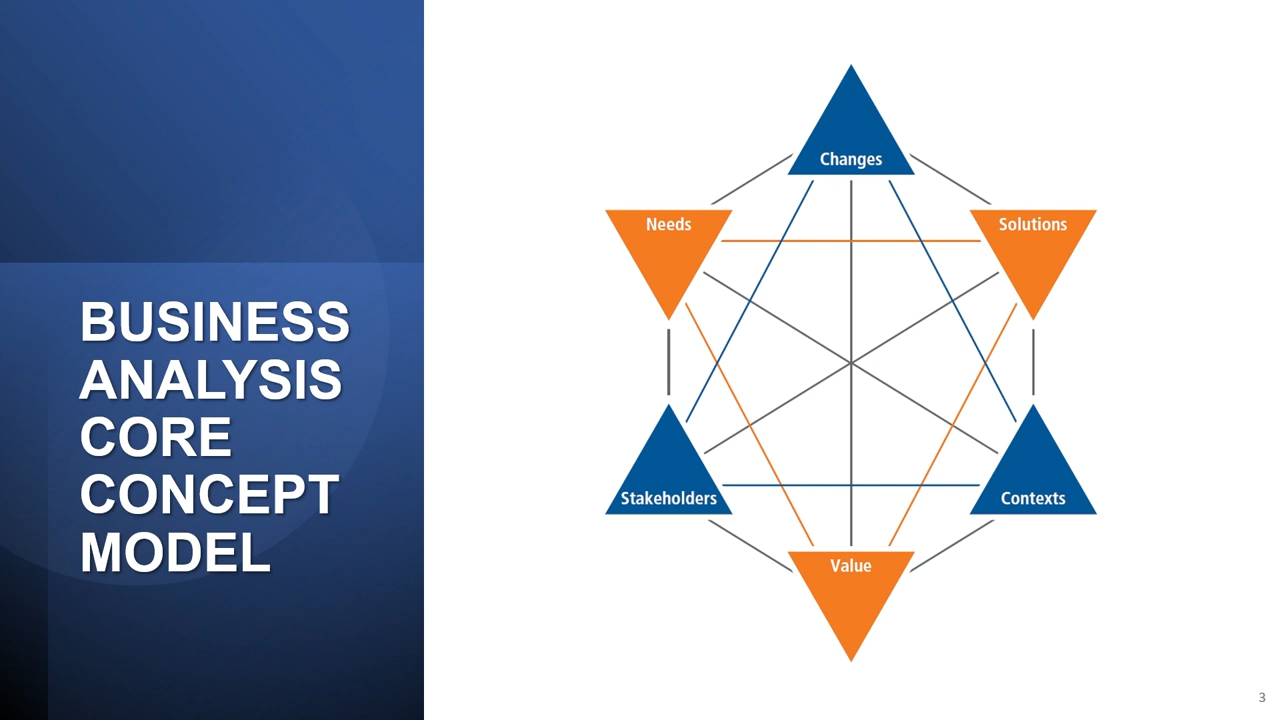 BUSINESS
ANALYSIS
CORE
CONCEPT
MODEL
Changes
Needs
Solutions
Stakeholders
Contexts
Value
3